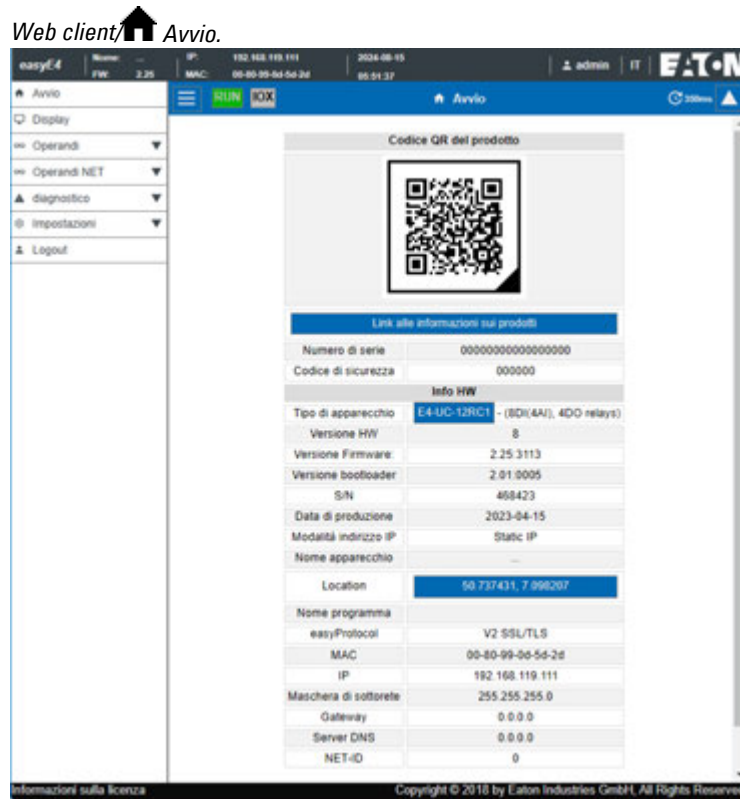 Web client/ Avvio.
easyE4 Name: ... IP: 192.168.119.111 2024-08-15 admin IT EATON
FW: 2.25 MAC: 00-80-99-0d-5d-2d 05:51:37
Avvio
RUN IOX Avvio 350ms
Display
Operandi
Operandi NET
diagnostico
Impostazioni
Logout
Codice QR del prodotto
Link alle informazioni sui prodotti
Numero di serie 00000000000000000
Codice di sicurezza 000000
Info HW
Tipo di apparecchio E4-UC-12RC1 - (8DI(4AI), 4DO relays)
Versione HW 8
Versione Firmware: 2.25:3113
Versione bootloader 2.01:0005
S/N 468423
Data di produzione 2023-04-15
Modalità indirizzo IP Static IP
Nome apparecchio ...
Location 50.737431, 7.098207
Nome programma
easyProtocol V2 SSL/TLS
MAC 00-80-99-0d-5d-2d
IP 192.168.119.111
Maschera di sottorete 255.255.255.0
Gateway 0.0.0.0
Server DNS 0.0.0.0
NET-ID 0
Informazioni sulla licenza Copyright © 2018 by Eaton Industries GmbH, All Rights Reserve